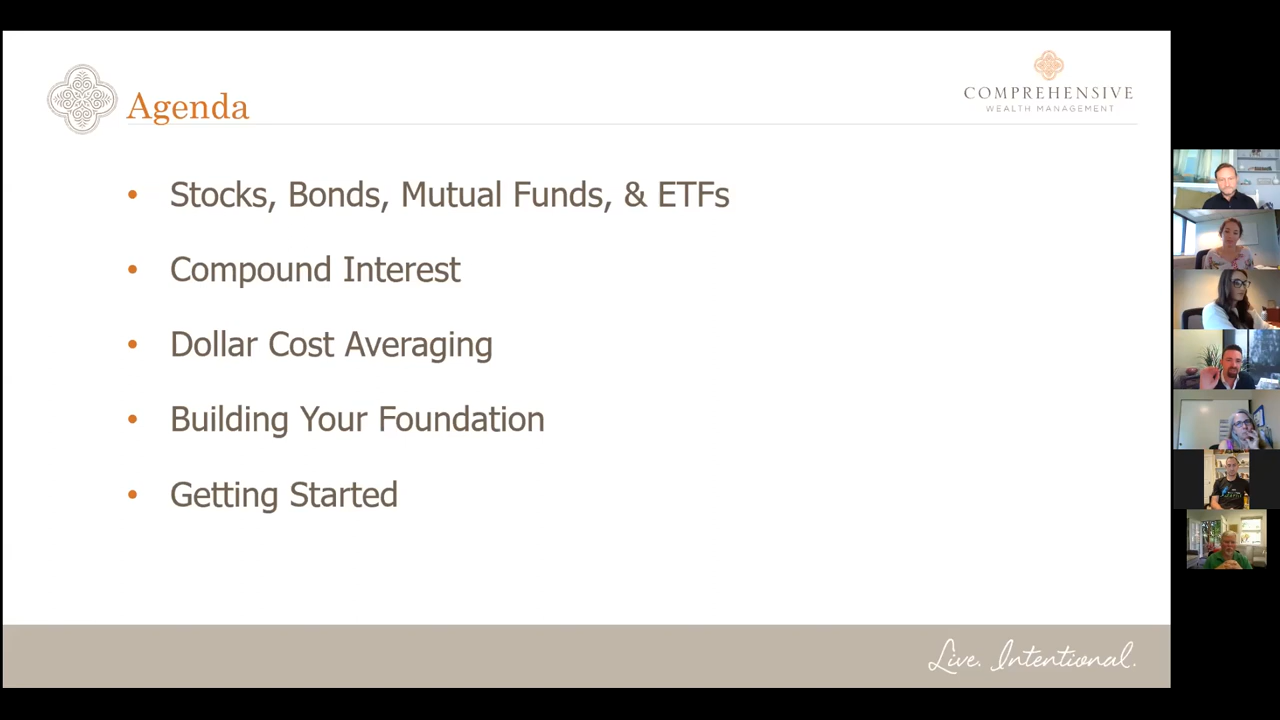 Agenda
COMPREHENSIVE
WEALTH MANAGEMENT
• Stocks, Bonds, Mutual Funds, & ETFs
• Compound Interest
• Dollar Cost Averaging
• Building Your Foundation
• Getting Started
Live. Intentional.